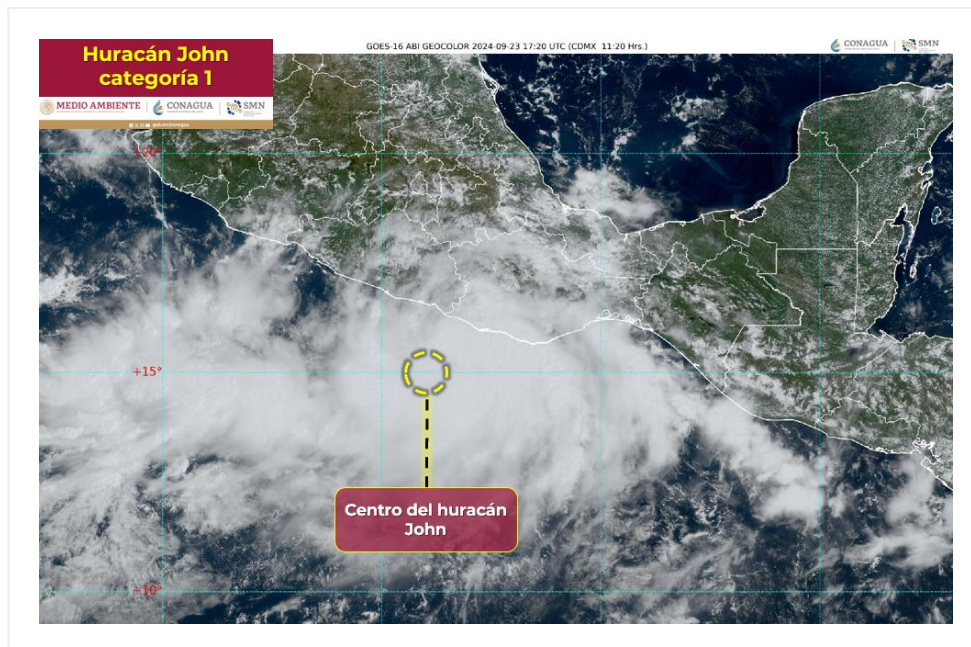 Huracán John
categoría 1
MEDIO AMBIENTE
CONAGUA
SMN
GOES-16 ABI GEOCOLOR 2024-09-23 17:20 UTC (CDMX 11:20 Hrs.)
CONAGUA
SMN
+20°
+15°
Centro del huracán
John
+10°